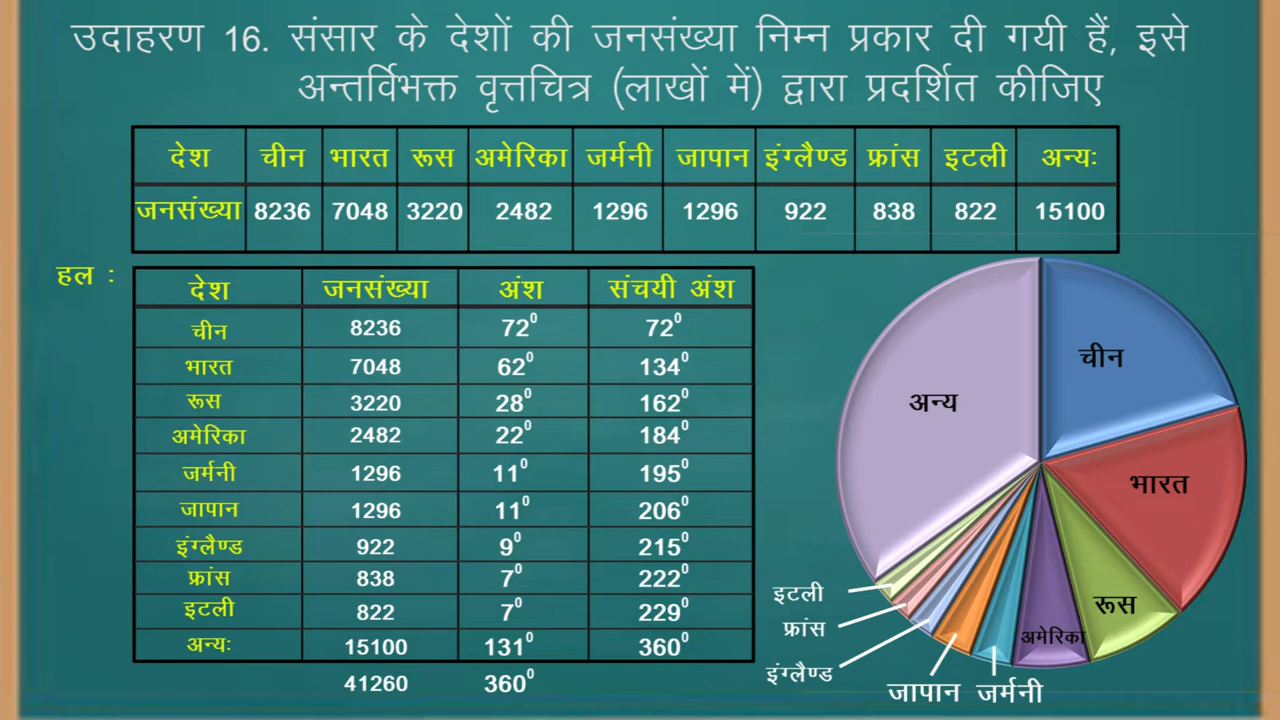 उदाहरण 16. संसार के देशों की जनसंख्या निम्न प्रकार दी गयी हैं, इसे
अन्तर्विभक्त वृत्तचित्र (लाखों में) द्वारा प्रदर्शित कीजिए
देश चीन भारत रूस अमेरिका जर्मनी जापान इंग्लैण्ड फ्रांस इटली अन्यः
जनसंख्या 8236 7048 3220 2482 1296 1296 922 838 822 15100
हल :
देश जनसंख्या अंश संचयी अंश
चीन 8236 72⁰ 72⁰
भारत 7048 62⁰ 134⁰
रूस 3220 28⁰ 162⁰
अमेरिका 2482 22⁰ 184⁰
जर्मनी 1296 11⁰ 195⁰
जापान 1296 11⁰ 206⁰
इंग्लैण्ड 922 9⁰ 215⁰
फ्रांस 838 7⁰ 222⁰
इटली 822 7⁰ 229⁰
अन्यः 15100 131⁰ 360⁰
41260 360⁰
चीन
अन्य
भारत
रूस
अमेरिका
इटली
फ्रांस
इंग्लैण्ड
जापान जर्मनी